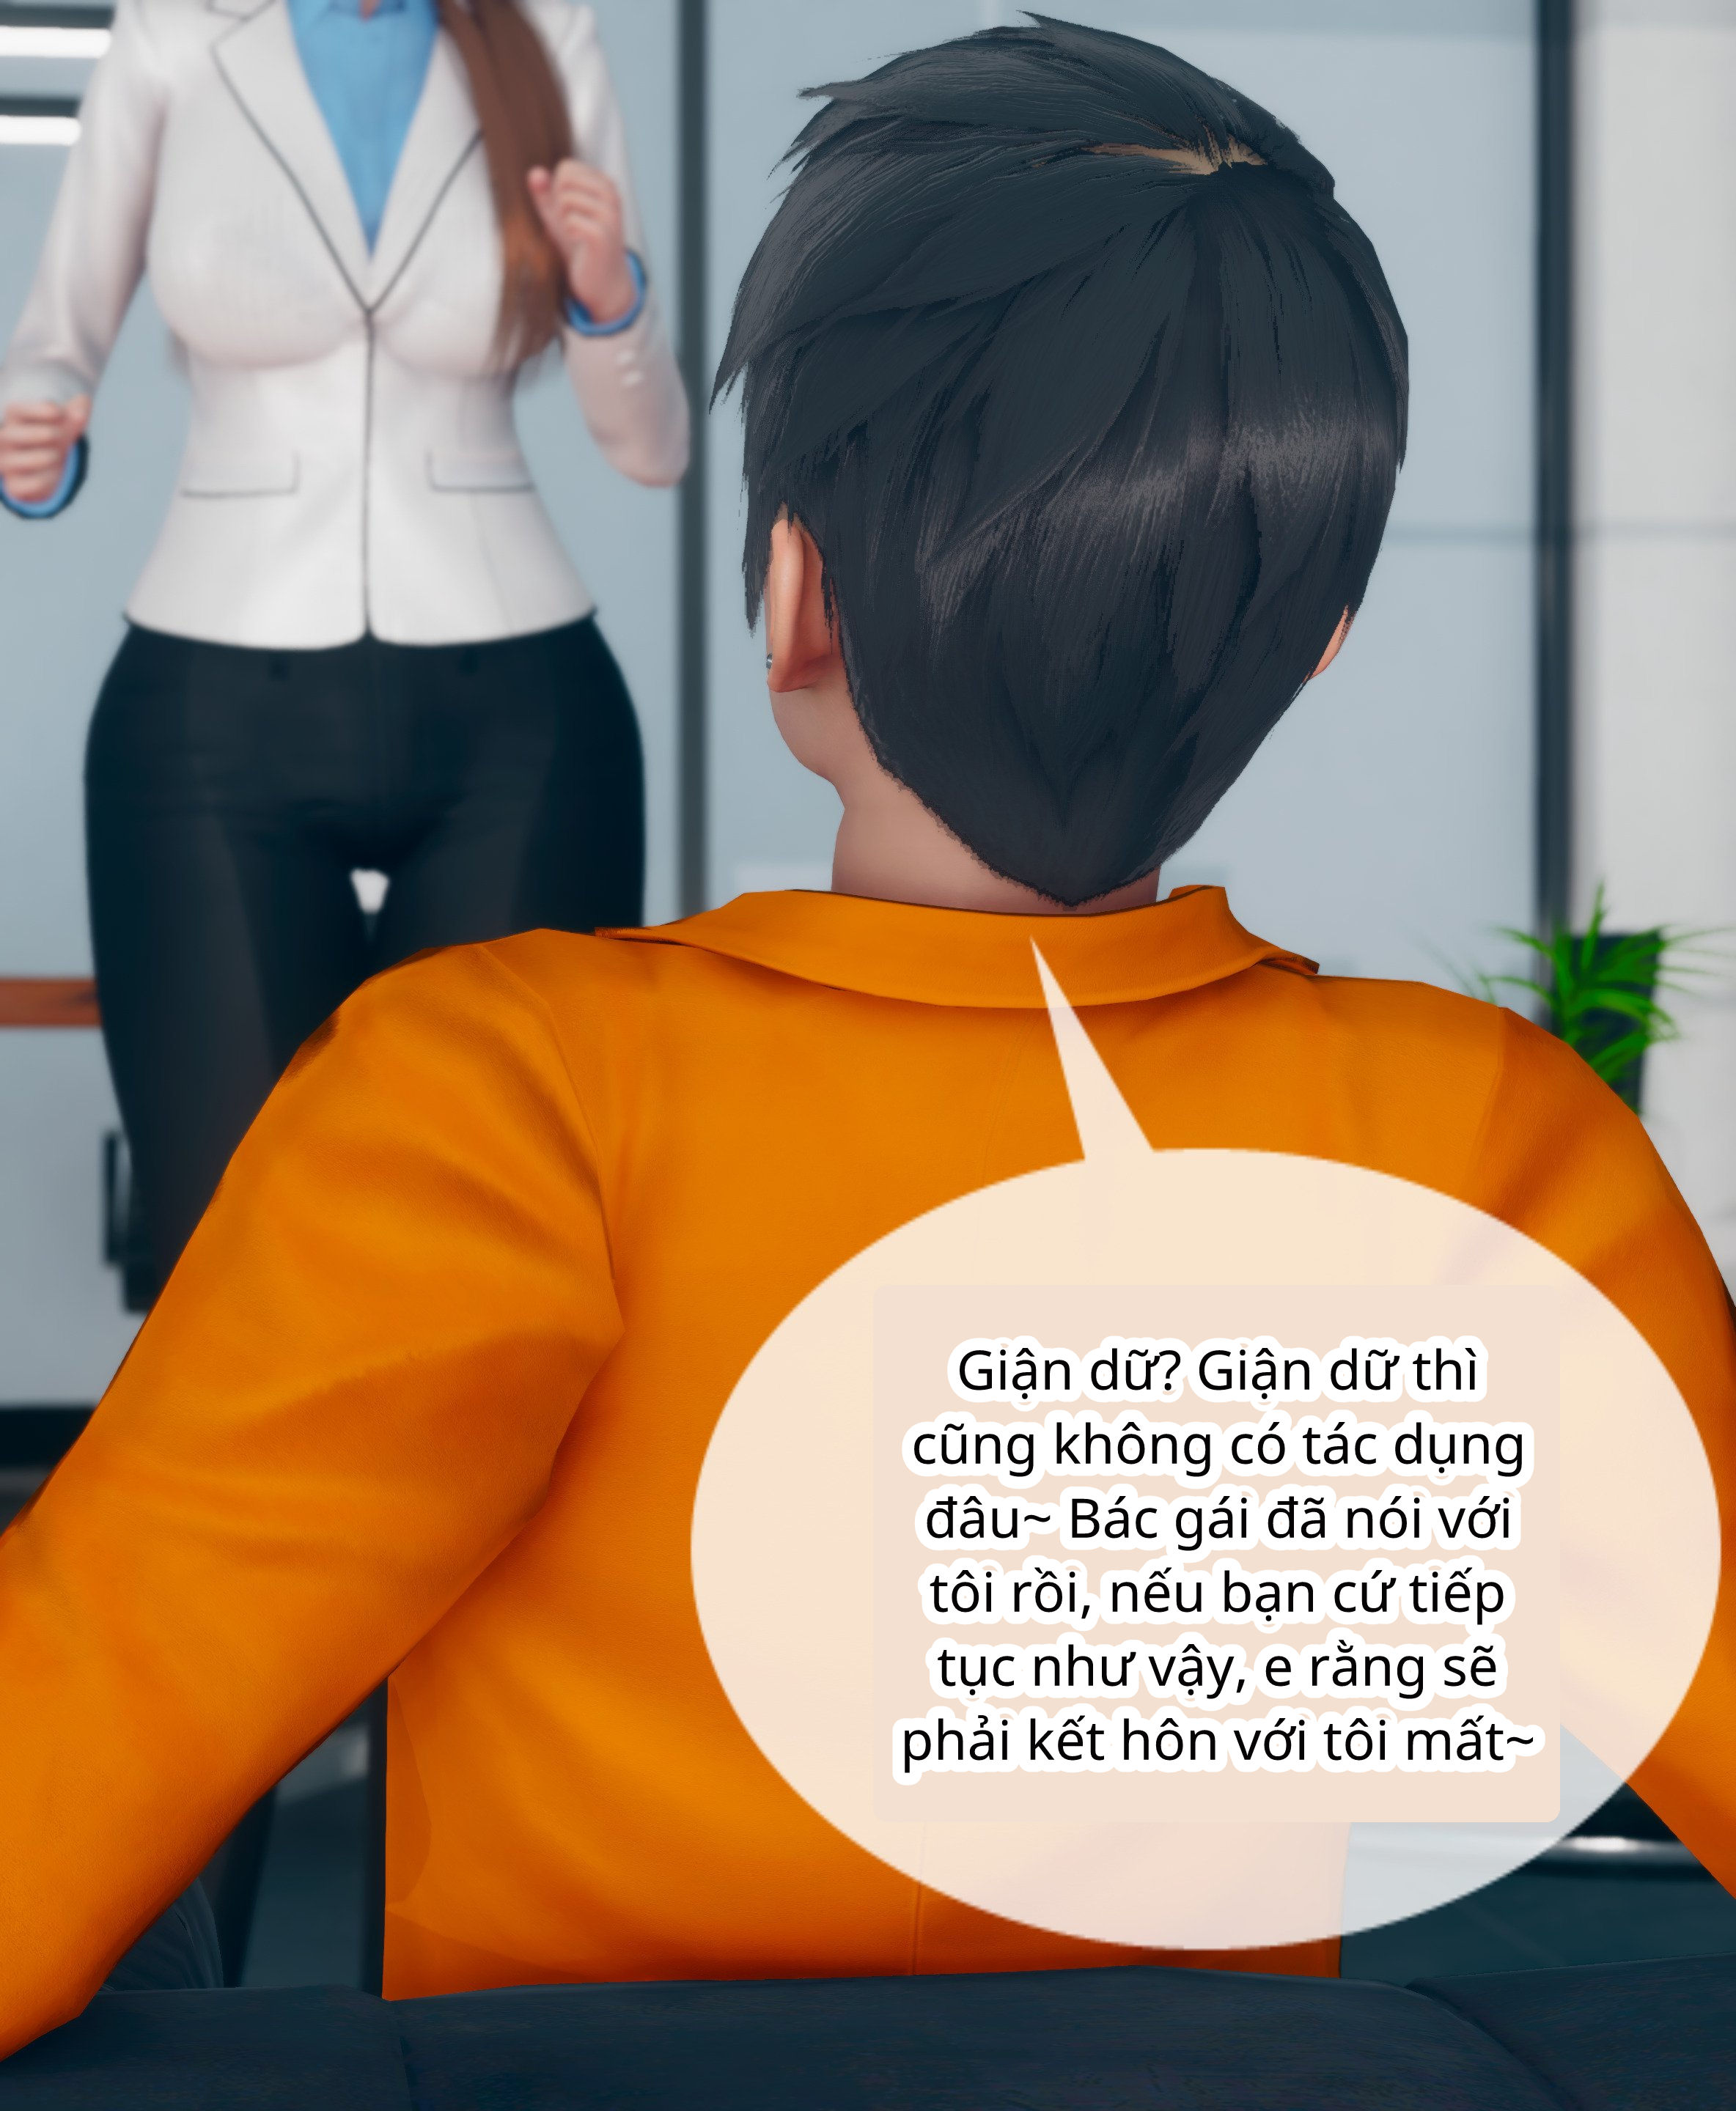 Giận dữ? Giận dữ thì
cũng không có tác dụng
đâu~ Bác gái đã nói với
tôi rồi, nếu bạn cứ tiếp
tục như vậy, e rằng sẽ
phải kết hôn với tôi mất~